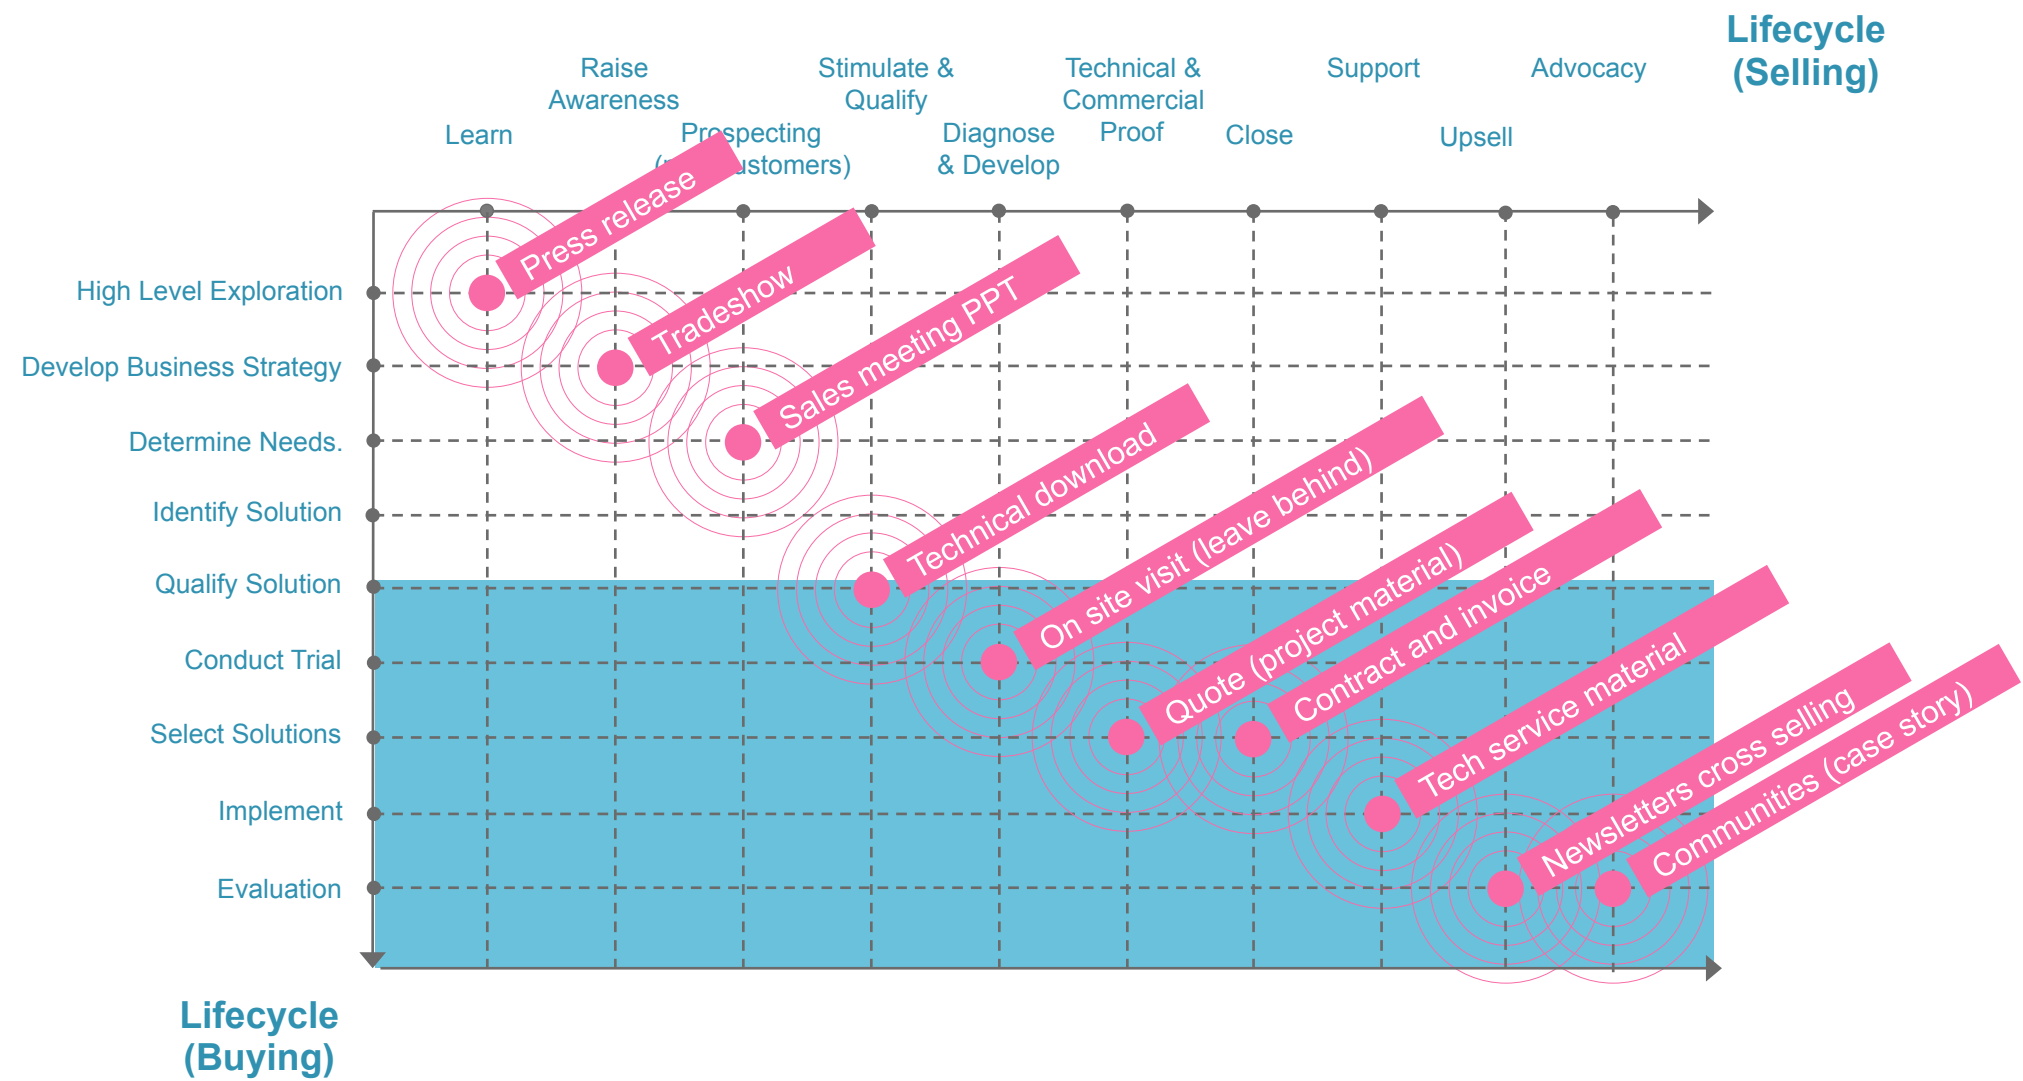 Lifecycle
(Selling)
Raise
Awareness
Stimulate &
Qualify
Technical &
Commercial
Proof
Support
Advocacy
Learn
Prospecting
customers)
Diagnose
& Develop
Close
Upsell
High Level Exploration
Develop Business Strategy
Determine Needs.
Identify Solution
Qualify Solution
Conduct Trial
Select Solutions
Implement
Evaluation
Press release
Tradeshow
Sales meeting PPT
Technical download
On site visit (leave behind)
Quote (project material)
Contract and invoice
Tech service material
Newsletters cross selling
Communities (case story)
Lifecycle
(Buying)